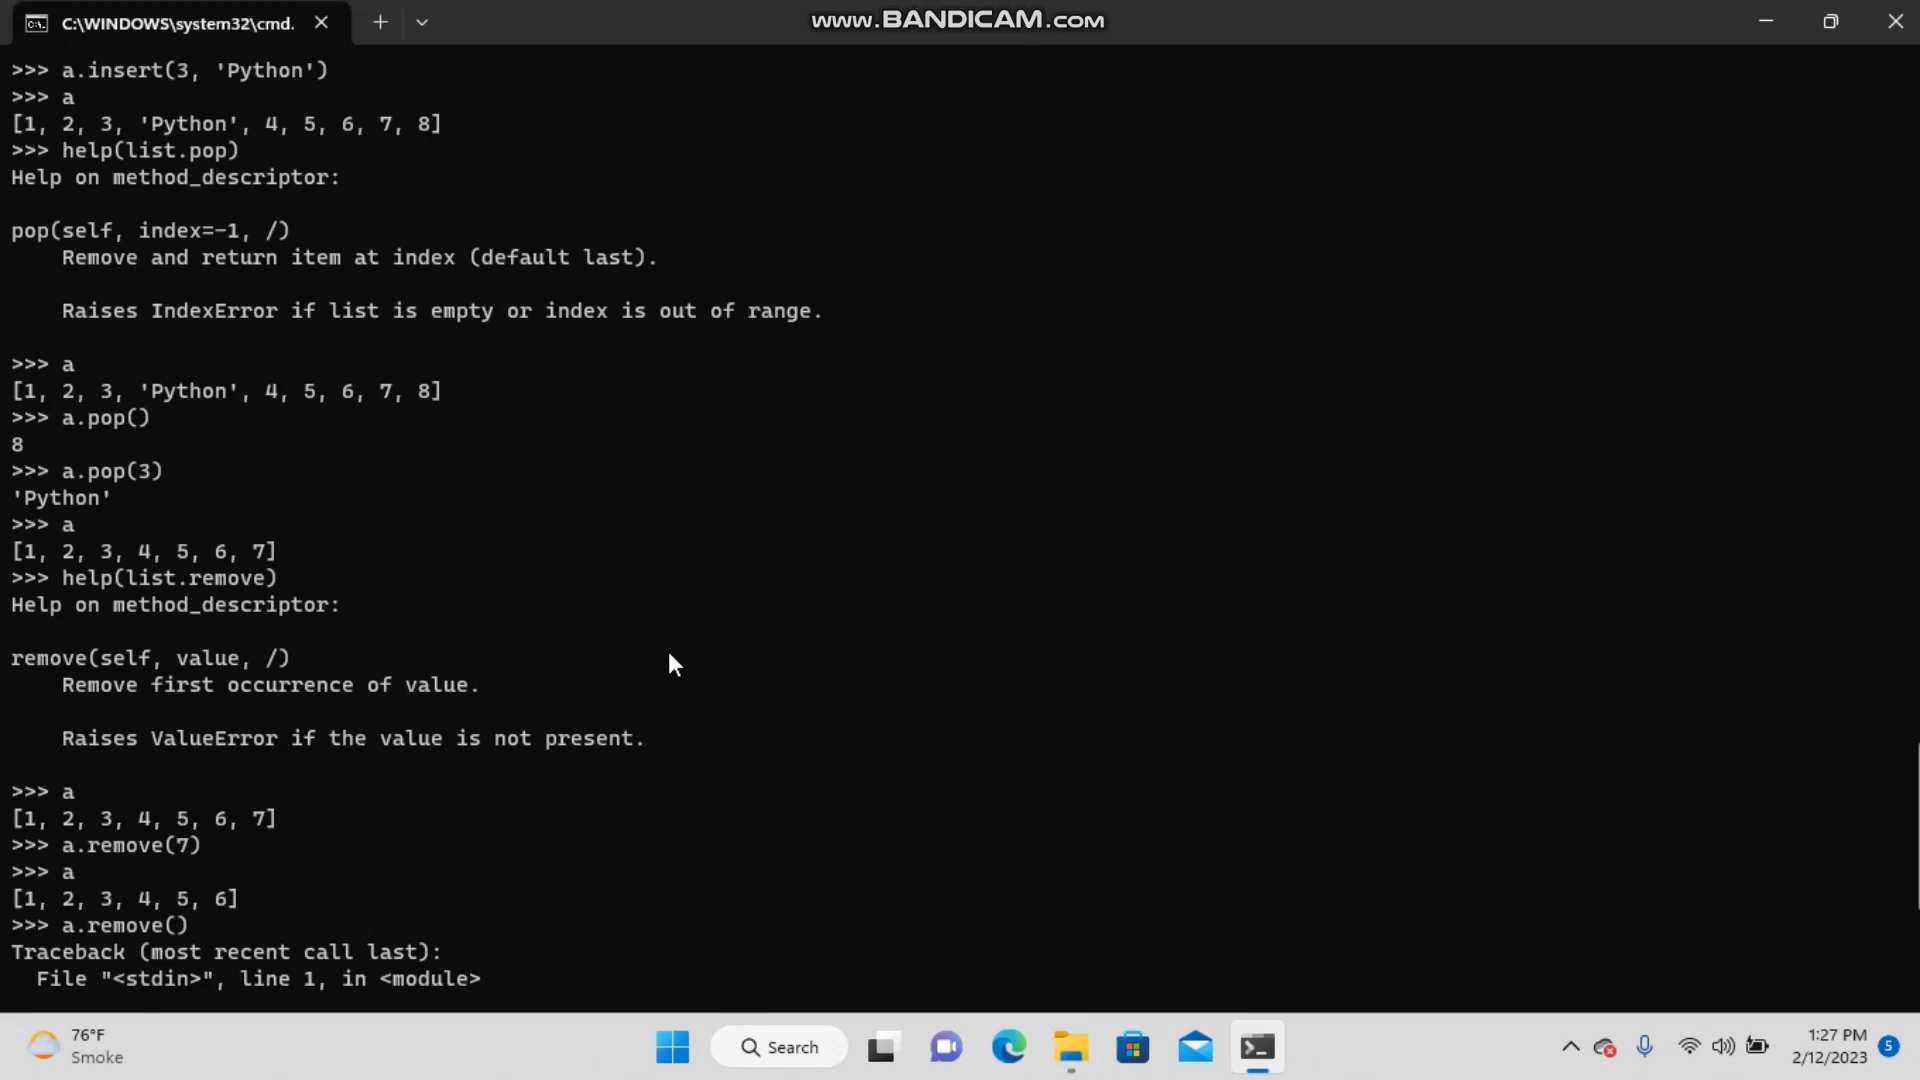 C:\WINDOWS\system32\cmd.
www.BANDICAM.com
>>> a.insert(3, 'Python')
>>> a
[1, 2, 3, 'Python', 4, 5, 6, 7, 8]
>>> help(list.pop)
Help on method_descriptor:
pop(self, index=-1, /)
Remove and return item at index (default last).
Raises IndexError if list is empty or index is out of range.
>>> a
[1, 2, 3, 'Python', 4, 5, 6, 7, 8]
>>> a.pop()
8
>>> a.pop(3)
'Python'
>>> a
[1, 2, 3, 4, 5, 6, 7]
>>> help(list.remove)
Help on method_descriptor:
remove(self, value, /)
Remove first occurrence of value.
Raises ValueError if the value is not present.
>>> a
[1, 2, 3, 4, 5, 6, 7]
>>> a.remove(7)
>>> a
[1, 2, 3, 4, 5, 6]
>>> a.remove()
Traceback (most recent call last):
File "<stdin>", line 1, in <module>
76°F
Smoke
Search
1:27 PM
2/12/2023
5